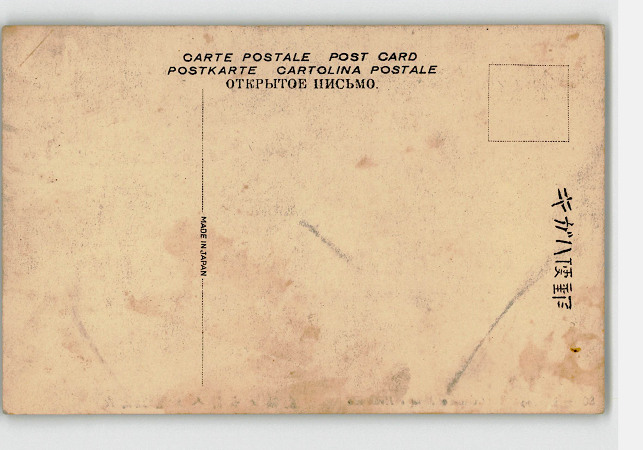 CARTE POSTALE POST CARD
POSTKARTE CARTOLINA POSTALE
ОТКРЫТОЕ ПИСЬМО.
MADE IN JAPAN
郵便ハガキ